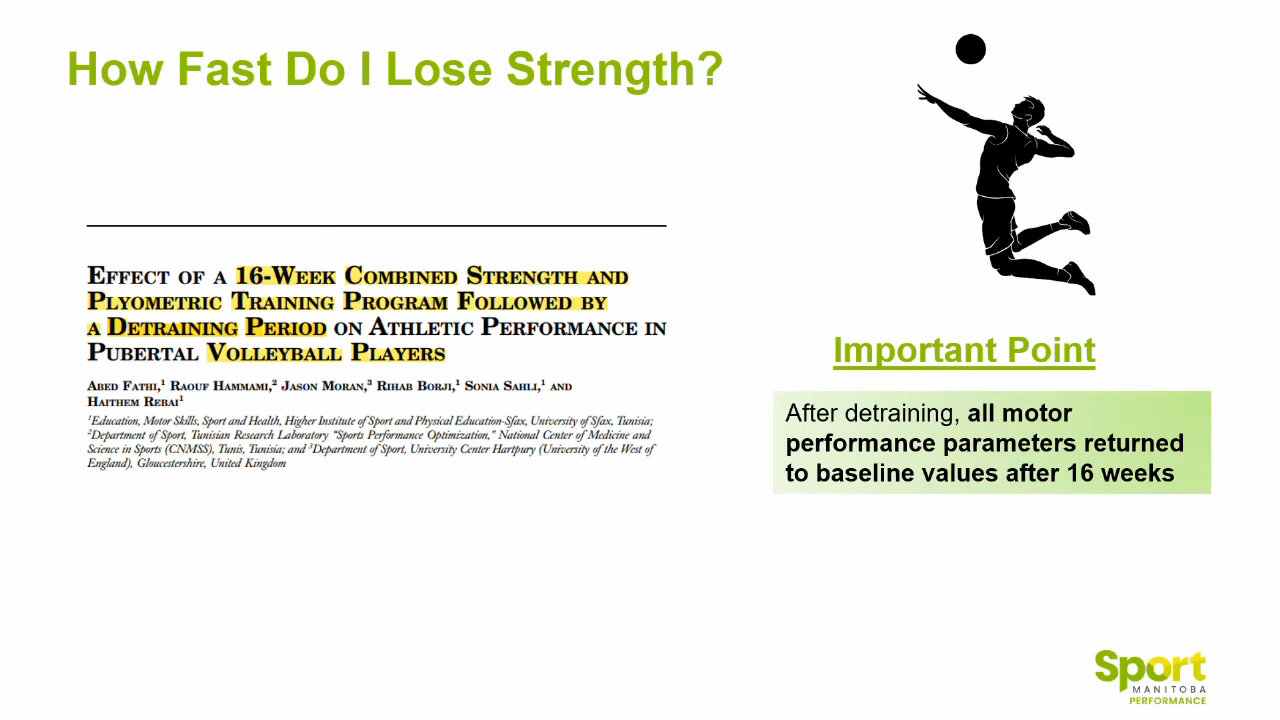 How Fast Do I Lose Strength?
EFFECT OF A 16-WEEK COMBINED STRENGTH AND
PLYOMETRIC TRAINING PROGRAM FOLLOWED BY
A DETRAINING PERIOD ON ATHLETIC PERFORMANCE IN
PUBERTAL VOLLEYBALL PLAYERS
ABED FATHI,¹ RAOUF HAMMAMI,² JASON MORAN,³ RIHAB BORJI,¹ SONIA SAHLI,¹ AND
HAITHEM REBAI¹
¹Education, Motor Skills, Sport and Health, Higher Institute of Sport and Physical Education-Sfax, University of Sfax, Tunisia;
²Department of Sport, Tunisian Research Laboratory “Sports Performance Optimization,” National Center of Medicine and
Science in Sports (CNMSS), Tunis, Tunisia; and ³Department of Sport, University Center Hartpury (University of the West of
England), Gloucestershire, United Kingdom
Important Point
After detraining, all motor
performance parameters returned
to baseline values after 16 weeks
Sport
MANITOBA
PERFORMANCE